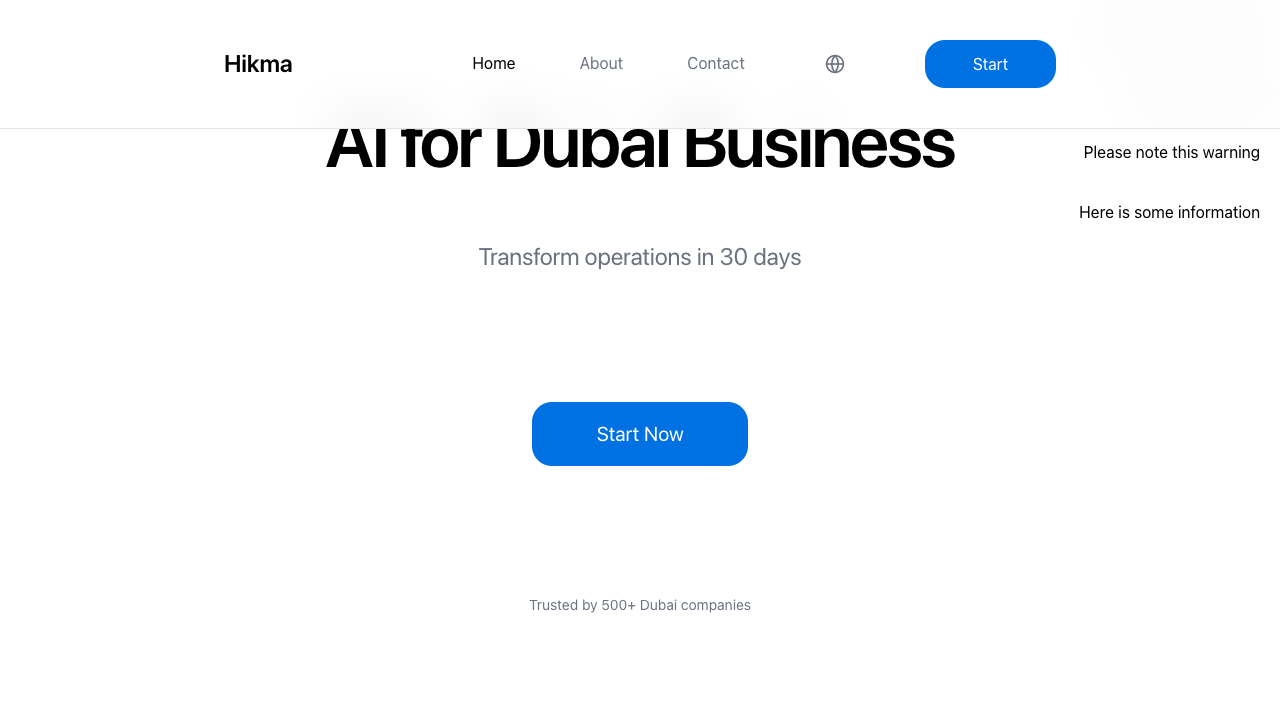 Hikma
Home
About
Contact
Start
AI for Dubai Business
Please note this warning
Here is some information
Transform operations in 30 days
Start Now
Trusted by 500+ Dubai companies